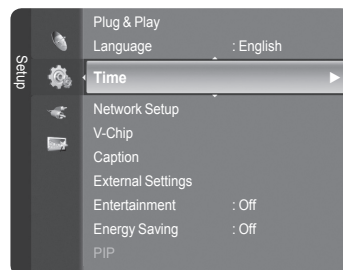 Setup
Plug & Play
Language : English
Time
Network Setup
V-Chip
Caption
External Settings
Entertainment : Off
Energy Saving : Off
PIP